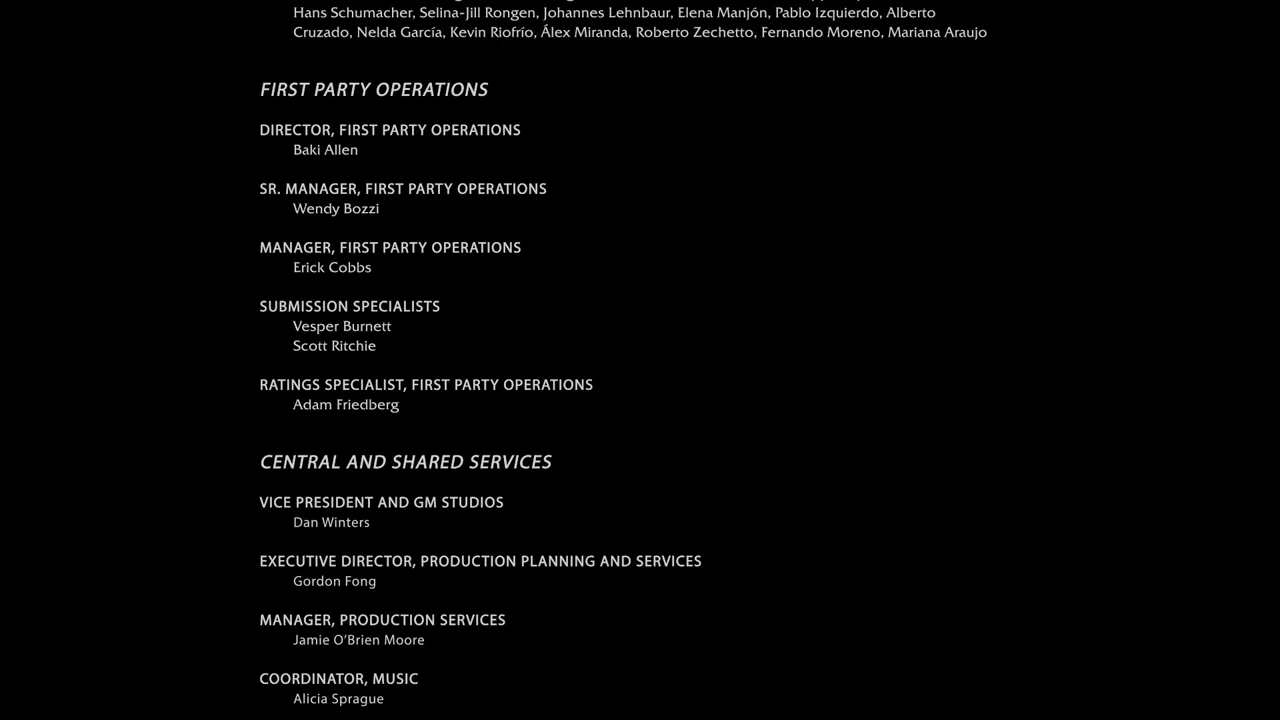 Hans Schumacher, Selina-Jill Rongen, Johannes Lehnbaur, Elena Manjón, Pablo Izquierdo, Alberto
Cruzado, Nelda García, Kevin Riofrío, Álex Miranda, Roberto Zechetto, Fernando Moreno, Mariana Araujo
FIRST PARTY OPERATIONS
DIRECTOR, FIRST PARTY OPERATIONS
Baki Allen
SR. MANAGER, FIRST PARTY OPERATIONS
Wendy Bozzi
MANAGER, FIRST PARTY OPERATIONS
Erick Cobbs
SUBMISSION SPECIALISTS
Vesper Burnett
Scott Ritchie
RATINGS SPECIALIST, FIRST PARTY OPERATIONS
Adam Friedberg
CENTRAL AND SHARED SERVICES
VICE PRESIDENT AND GM STUDIOS
Dan Winters
EXECUTIVE DIRECTOR, PRODUCTION PLANNING AND SERVICES
Gordon Fong
MANAGER, PRODUCTION SERVICES
Jamie O’Brien Moore
COORDINATOR, MUSIC
Alicia Sprague